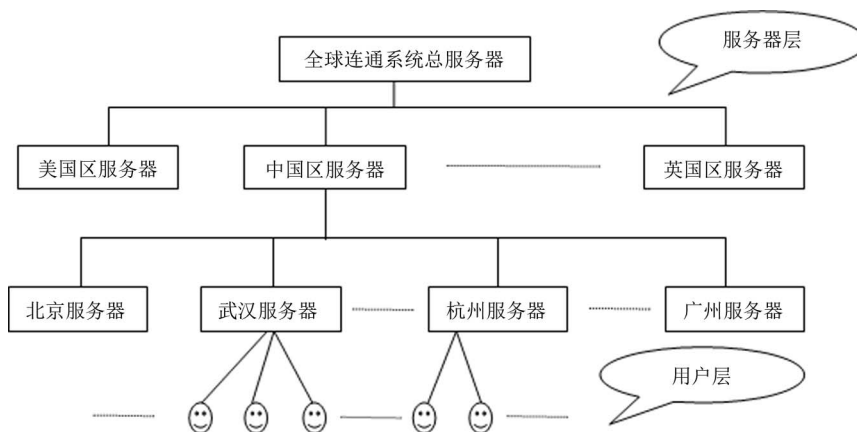 服务器层
全球连通系统总服务器
美国区服务器
中国区服务器
英国区服务器
北京服务器
武汉服务器
杭州服务器
广州服务器
用户层